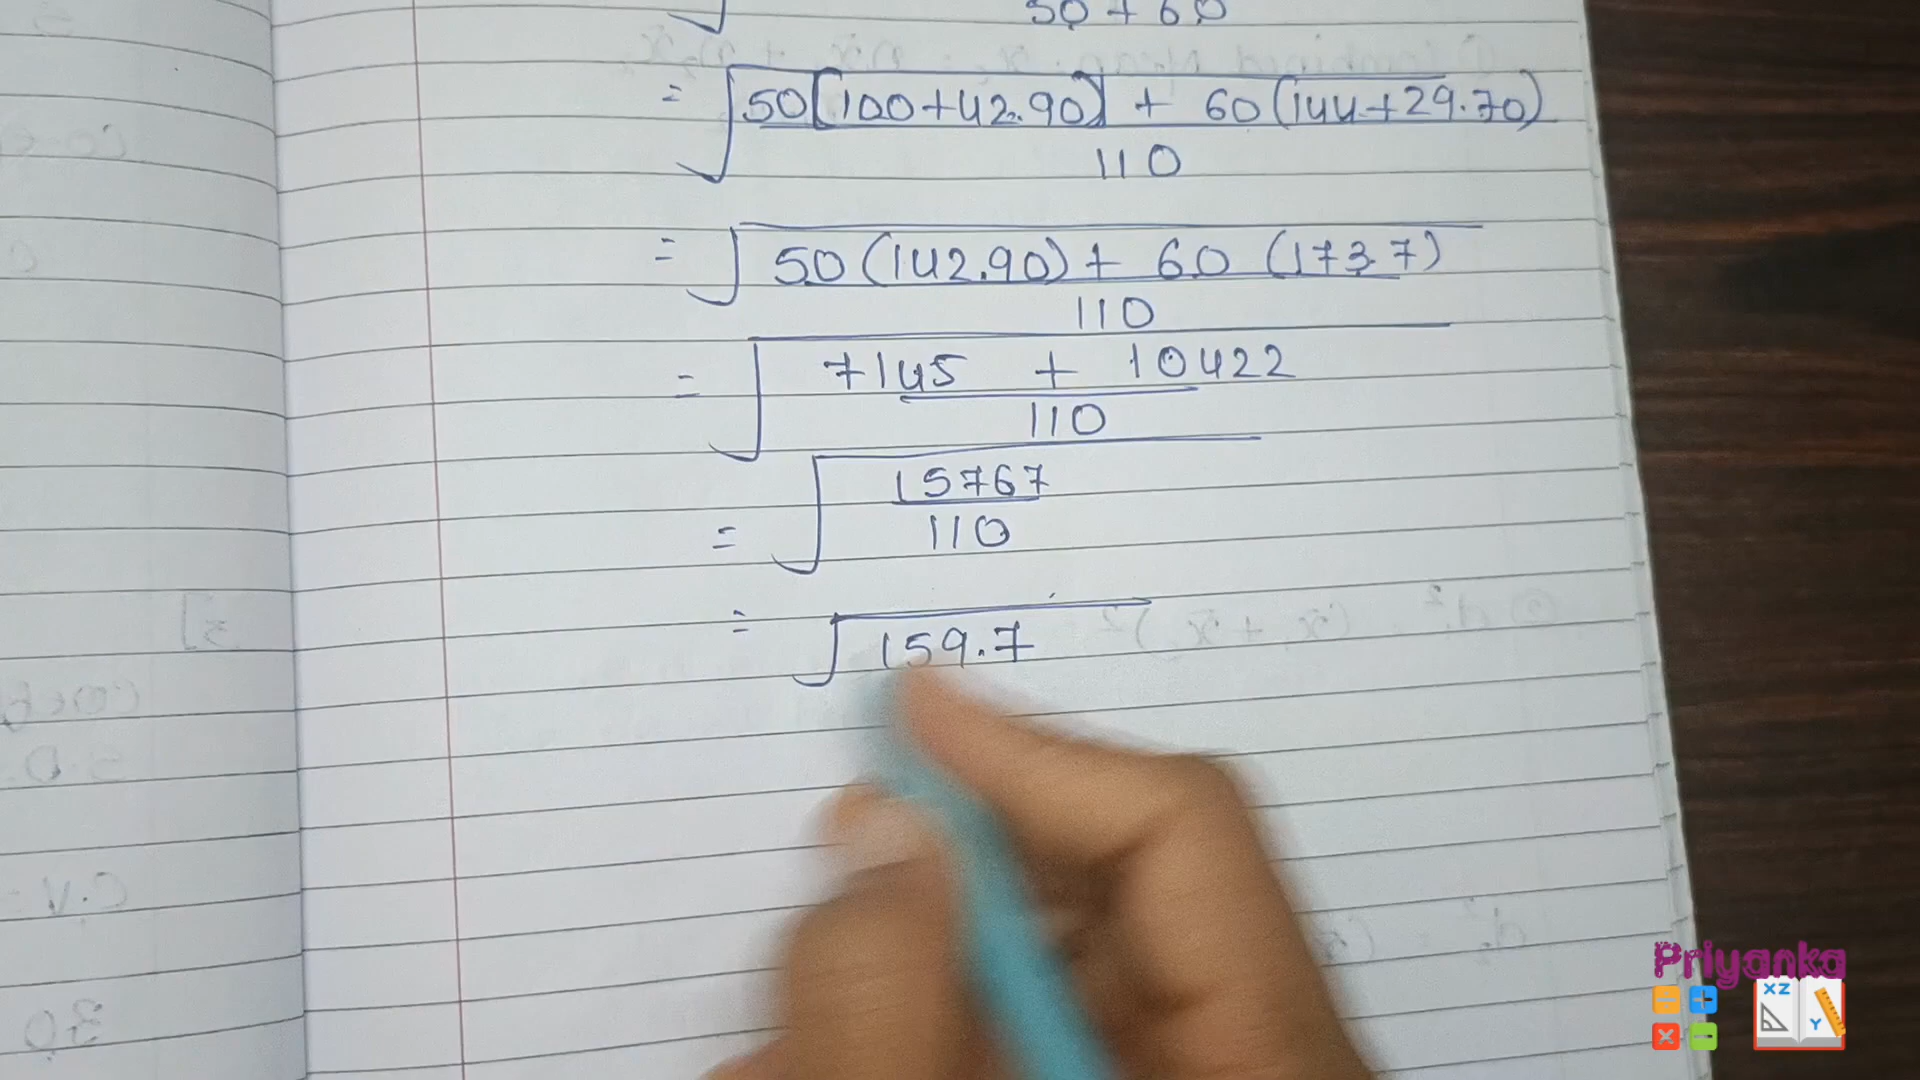 50 + 60
= √50[100+42.90] + 60(144+29.70)
110
= √50(142.90) + 60 (173.7)
110
= √7145 + 10422
110
= √15767
110
= √159.7
Priyanka
XZ
Y